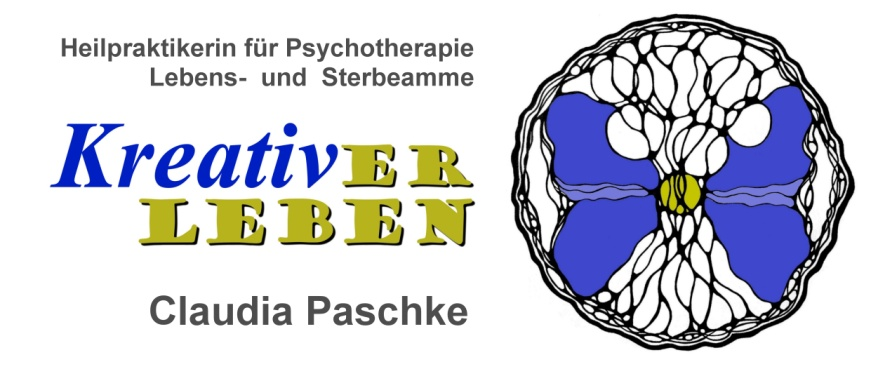 Heilpraktikerin für Psychotherapie
Lebens- und Sterbeamme
KreativER
LEBEN
Claudia Paschke